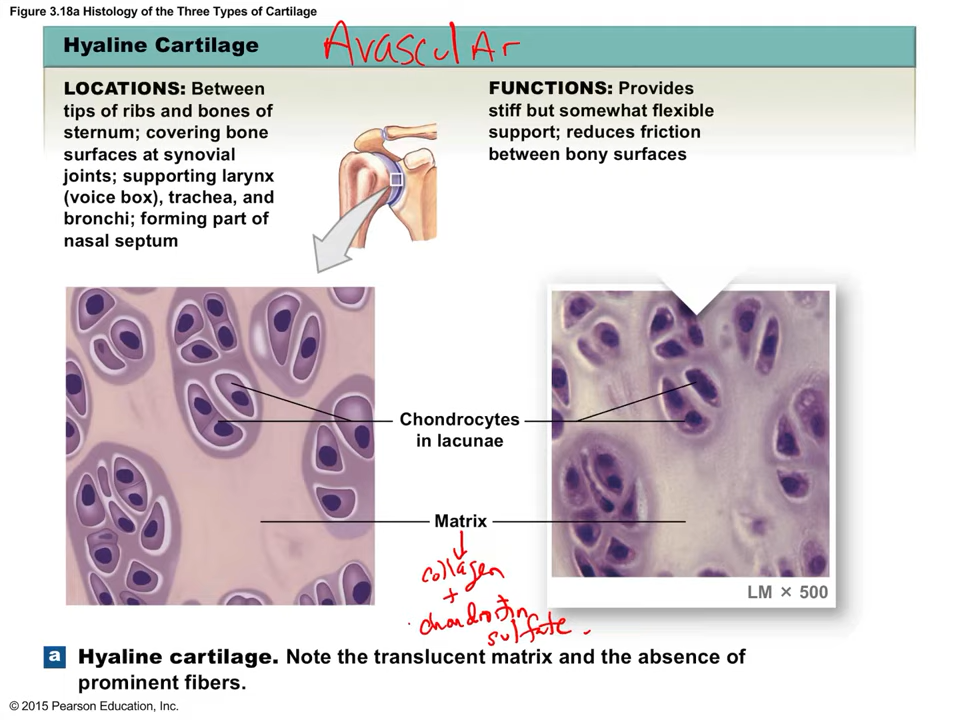 Figure 3.18a Histology of the Three Types of Cartilage
Hyaline Cartilage
AvasculAr
LOCATIONS: Between
tips of ribs and bones of
sternum; covering bone
surfaces at synovial
joints; supporting larynx
(voice box), trachea, and
bronchi; forming part of
nasal septum
FUNCTIONS: Provides
stiff but somewhat flexible
support; reduces friction
between bony surfaces
Chondrocytes
in lacunae
Matrix
collagen
+
chondroitin
sulfate
LM × 500
a Hyaline cartilage. Note the translucent matrix and the absence of
prominent fibers.
© 2015 Pearson Education, Inc.